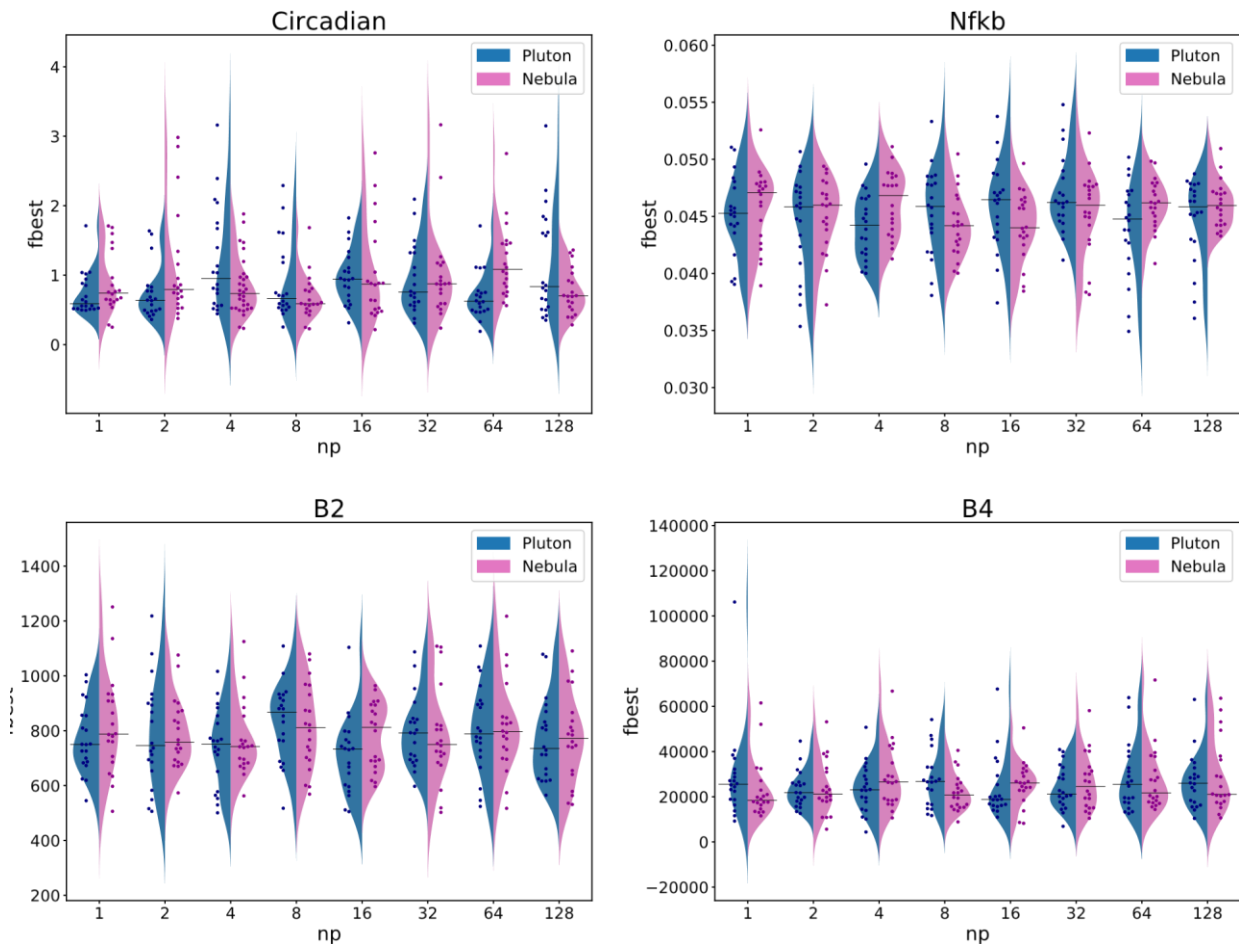 Circadian
Pluton
Nebula
fbest
4
3
2
1
0
1 2 4 8 16 32 64 128
np
Nfkb
Pluton
Nebula
fbest
0.060
0.055
0.050
0.045
0.040
0.035
0.030
1 2 4 8 16 32 64 128
np
B2
Pluton
Nebula
fbest
1400
1200
1000
800
600
400
200
1 2 4 8 16 32 64 128
np
B4
Pluton
Nebula
fbest
140000
120000
100000
80000
60000
40000
20000
0
−20000
1 2 4 8 16 32 64 128
np